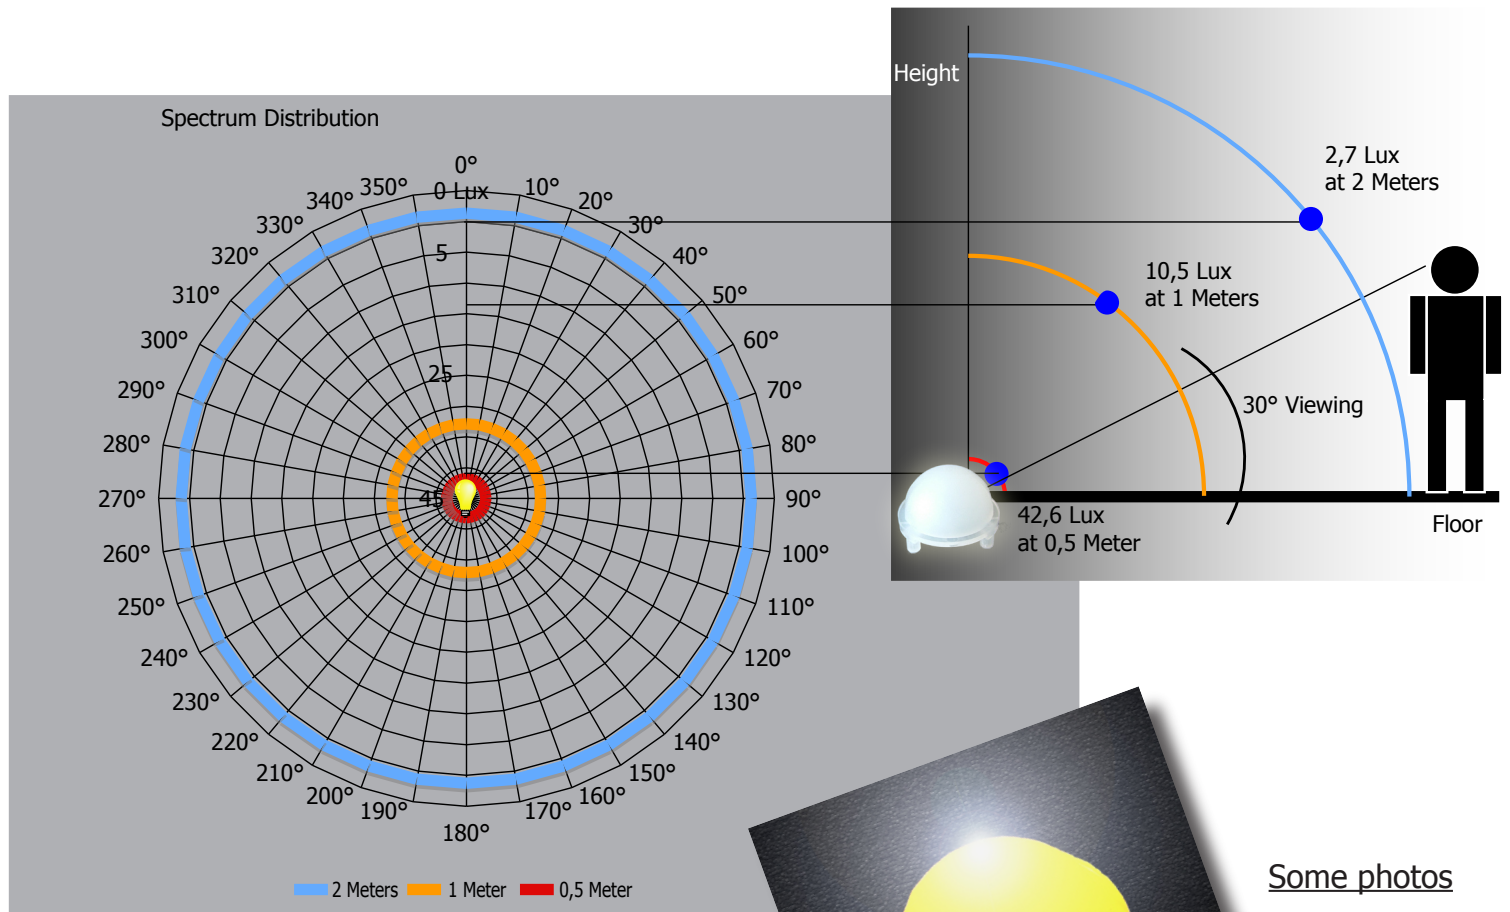 Spectrum Distribution
0°
0 Lux
10°
20°
30°
40°
50°
60°
70°
80°
90°
100°
110°
120°
130°
140°
150°
160°
170°
180°
190°
200°
210°
220°
230°
240°
250°
260°
270°
280°
290°
300°
310°
320°
330°
340°
350°
5
25
45
2 Meters
1 Meter
0,5 Meter
Height
2,7 Lux
at 2 Meters
10,5 Lux
at 1 Meters
30° Viewing
42,6 Lux
at 0,5 Meter
Floor
Some photos